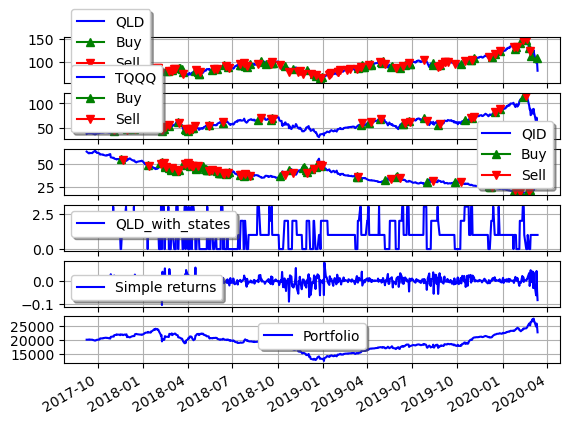 QLD
Buy
Sell
150
100
TQQQ
Buy
Sell
100
50
QID
Buy
Sell
50
25
2.5
0.0
QLD_with_states
0.0
−0.1
Simple returns
25000
20000
15000
Portfolio
2017-10
2018-01
2018-04
2018-07
2018-10
2019-01
2019-04
2019-07
2019-10
2020-01
2020-04